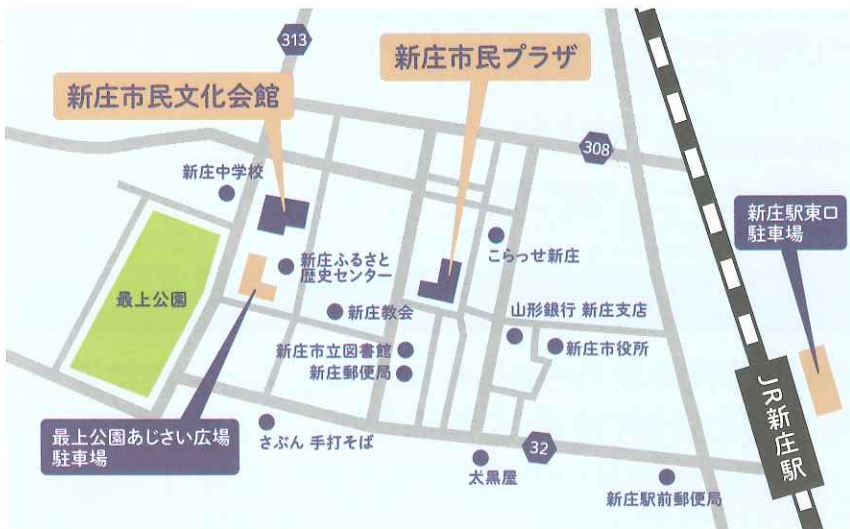 313
新庄市民文化会館
新庄市民プラザ
308
新庄中学校
新庄駅東口
駐車場
こらっせ新庄
新庄ふるさと
歴史センター
最上公園
新庄教会
山形銀行 新庄支店
新庄市立図書館
新庄市役所
新庄郵便局
JR新庄駅
最上公園あじさい広場
駐車場
さぶん 手打そば
32
太黒屋
新庄駅前郵便局